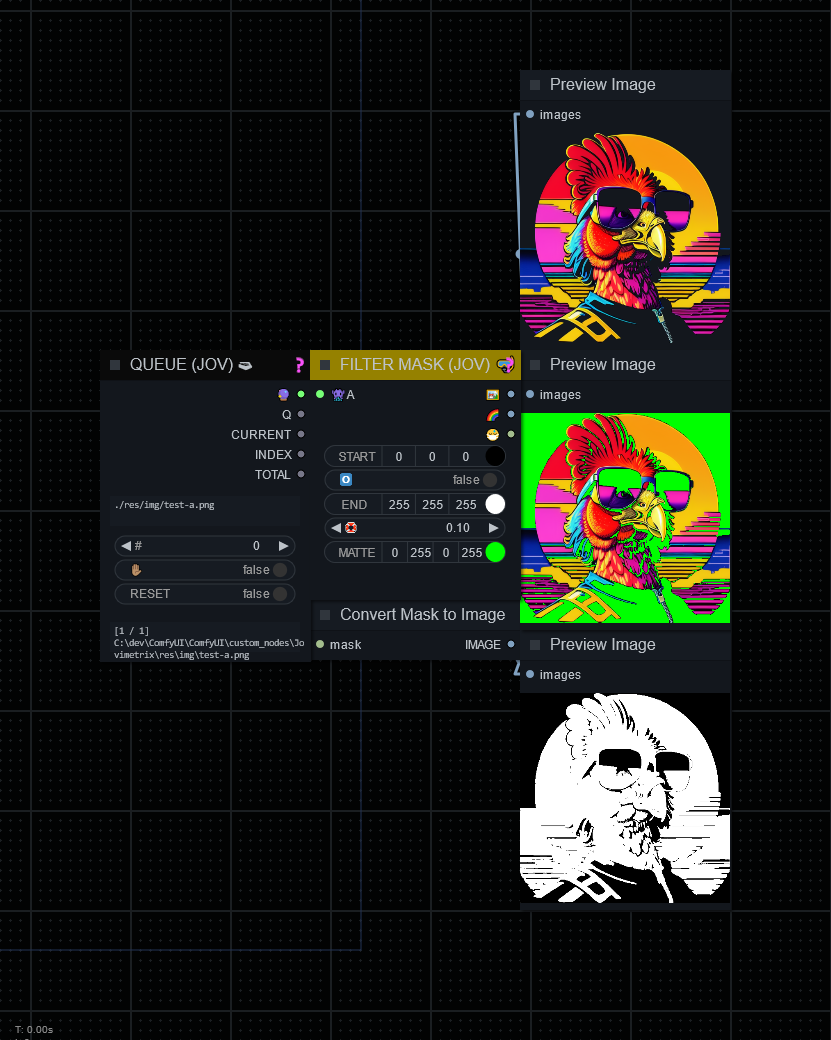 Preview Image
images
QUEUE (JOV)
?
FILTER MASK (JOV)
Preview Image
A
images
Q
CURRENT
INDEX
TOTAL
START 0 0 0
O false
END 255 255 255
0.10
MATTE 0 255 0 255
./res/img/test-a.png
# 0
false
RESET false
[1 / 1]
C:\dev\ComfyUI\ComfyUI\custom_nodes\Jo
vimetrix\res\img\test-a.png
Convert Mask to Image
mask IMAGE
Preview Image
images
T: 0.00s